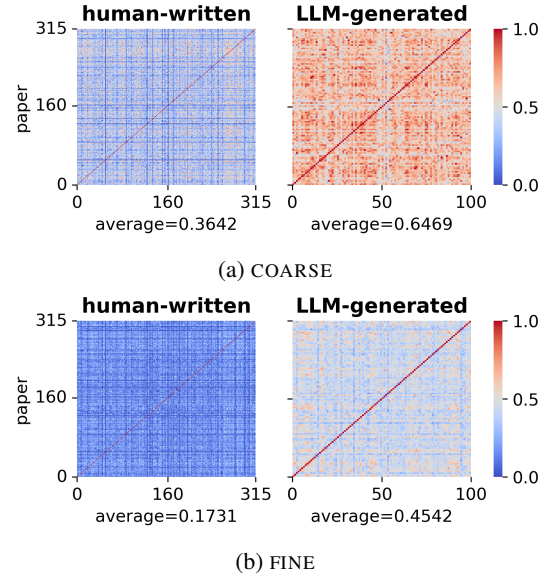 human-written LLM-generated
315 1.0
160 0.5
0 0.0
paper
0 160 315 0 50 100
average=0.3642 average=0.6469
(a) COARSE
human-written LLM-generated
315 1.0
160 0.5
0 0.0
paper
0 160 315 0 50 100
average=0.1731 average=0.4542
(b) FINE